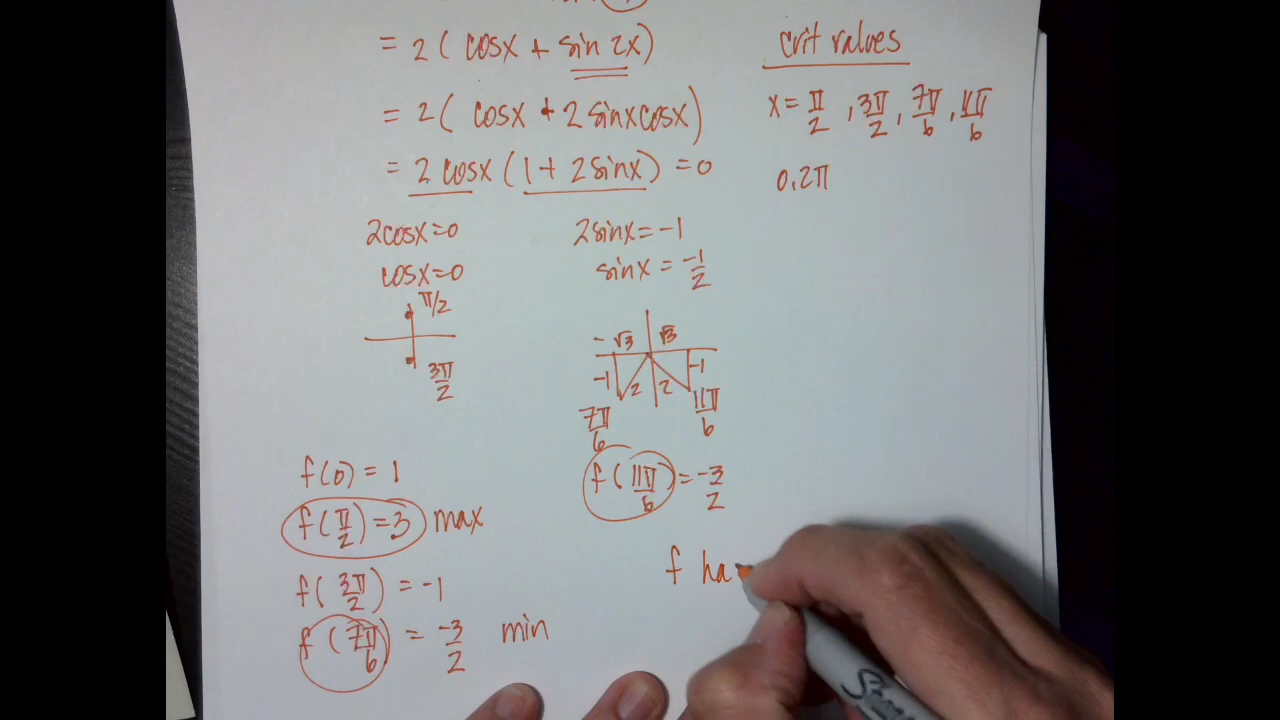 = 2 ( cosx + sin 2x)
= 2 ( cosx + 2 sinxcosx)
= 2 cosx (1 + 2 sinx) = 0
crit values
x = π/2 , 3π/2 , 7π/6 , 11π/6
0, 2π
2cosx=0
cosx=0
π/2
3π/2
2sinx = -1
sinx = -1/2
- √3 √3
-1 2 2 -1
7π/6 11π/6
f(0) = 1
f(π/2) = 3 max
f(3π/2) = -1
f(7π/6) = -3/2 min
f(11π/6) = -3/2
f ha